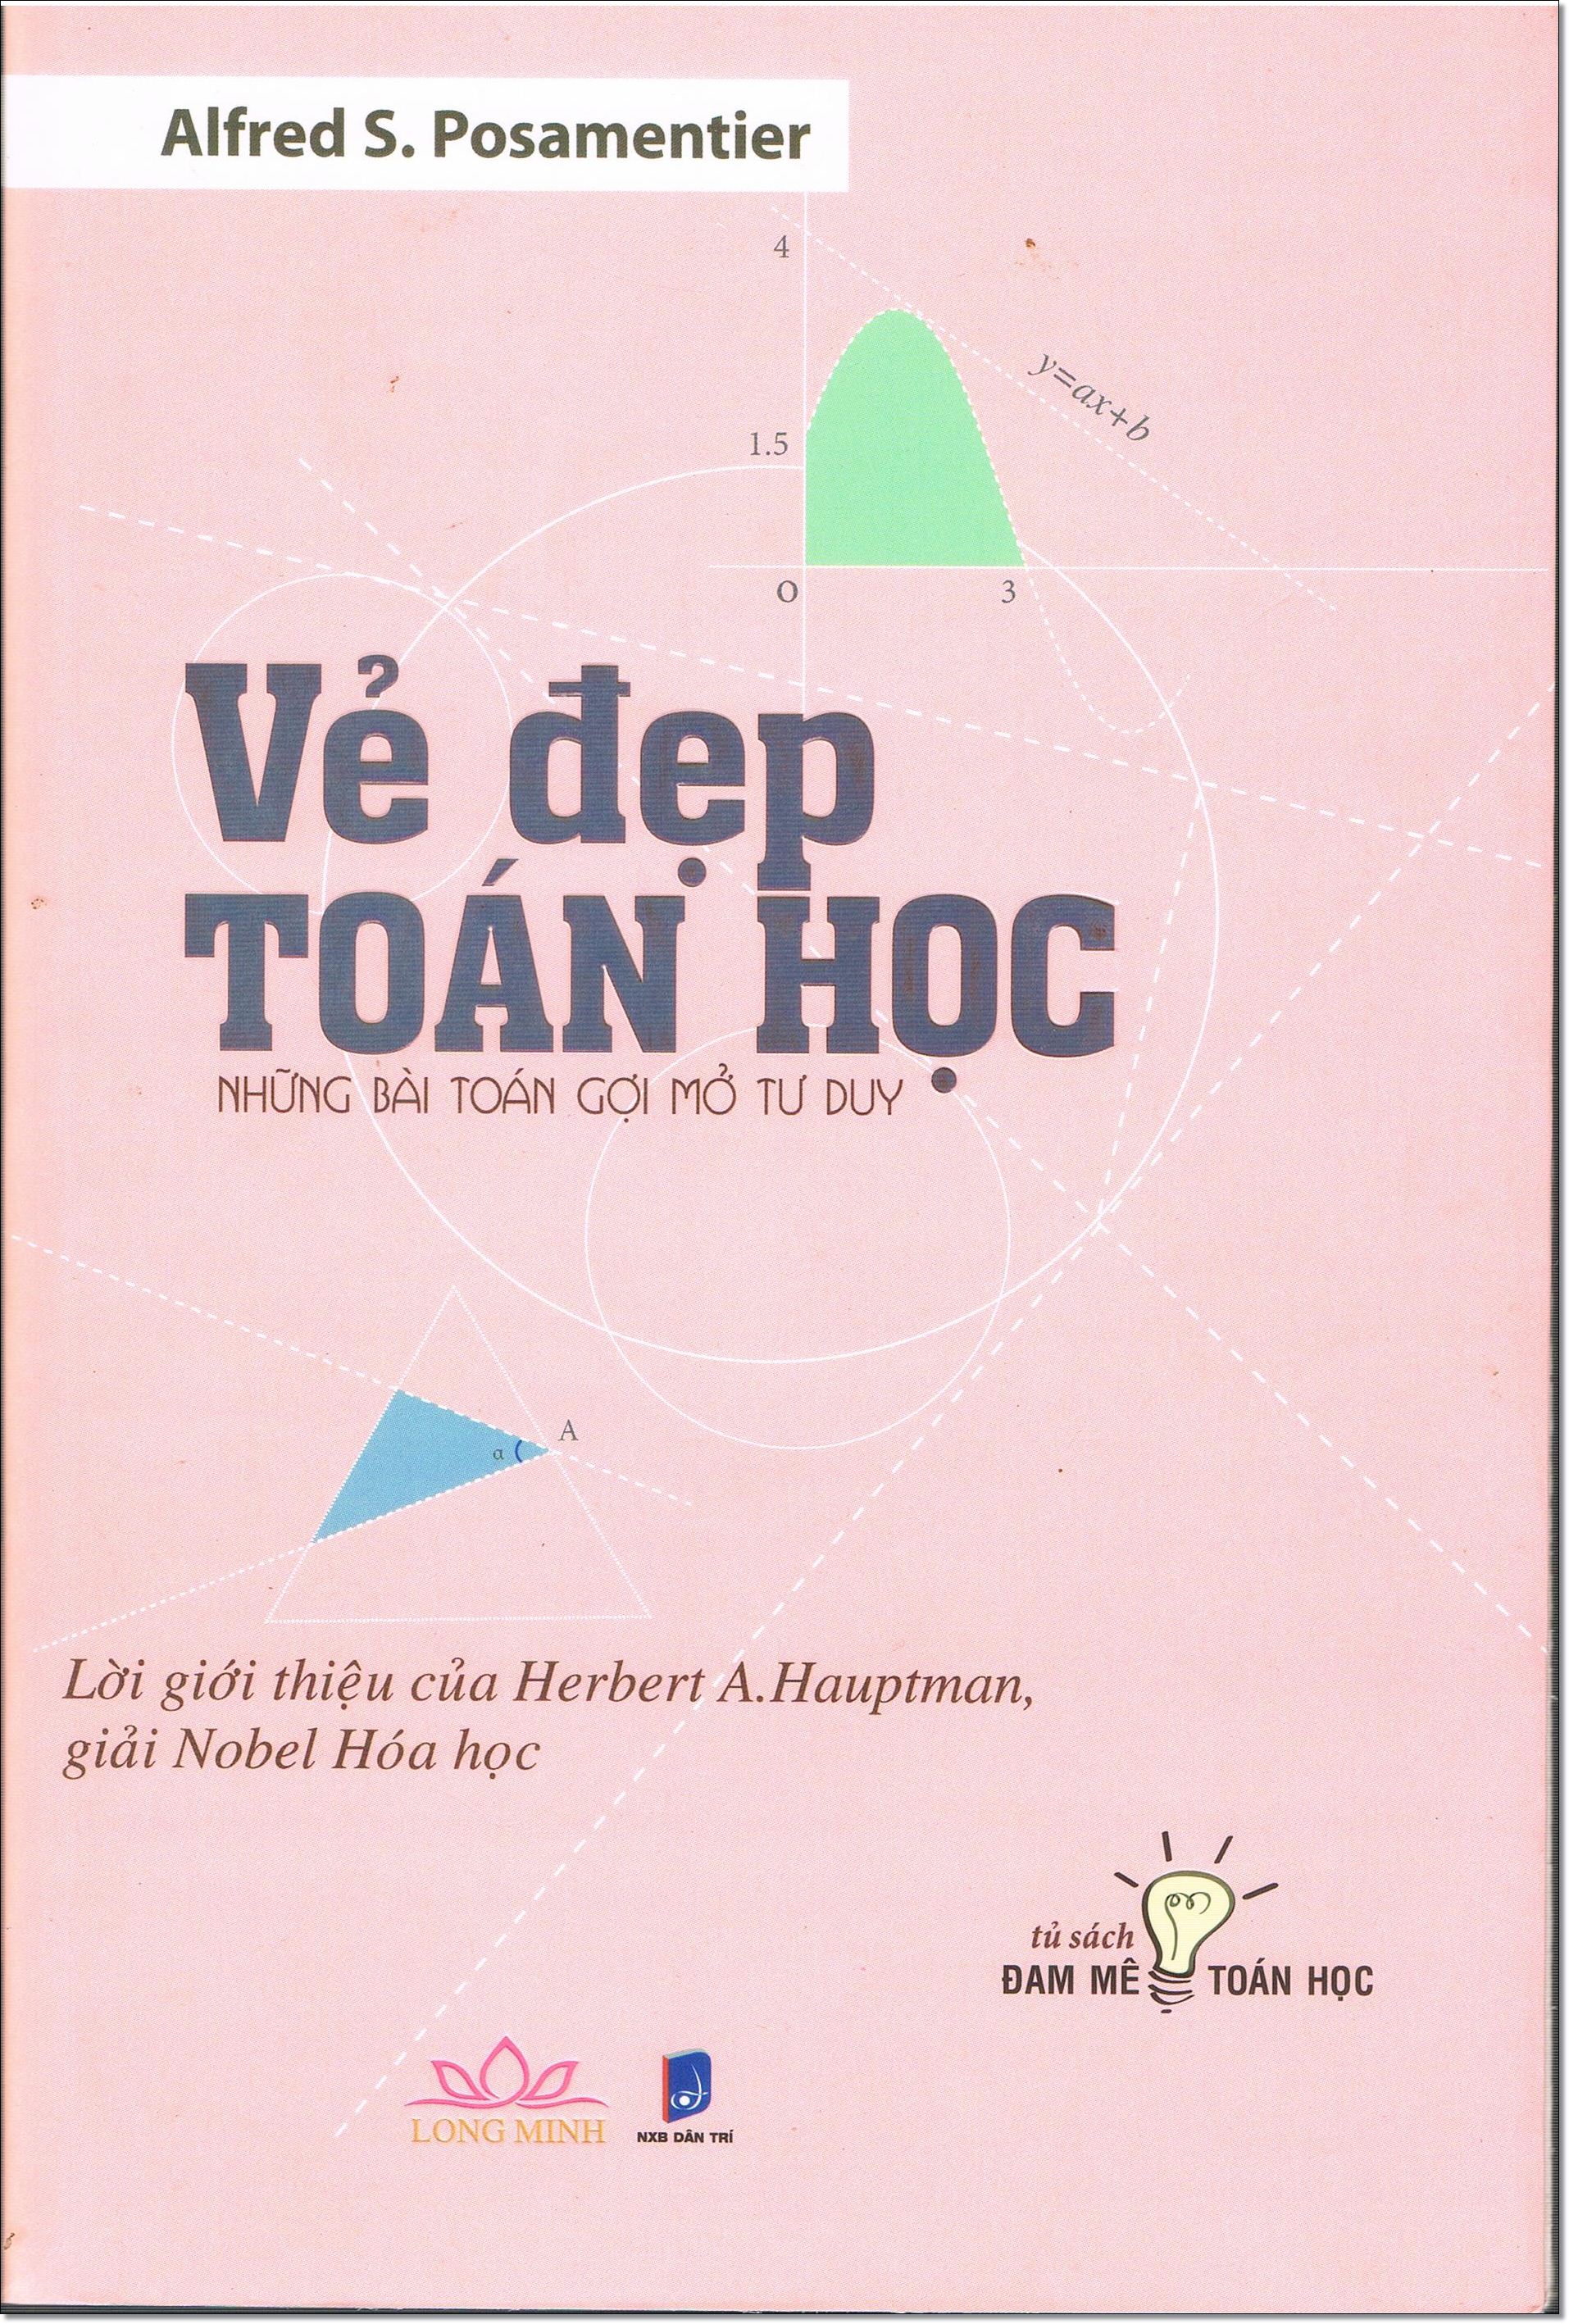 Alfred S. Posamentier
4
y=ax+b
1.5
O
3
Vẻ đẹp
TOÁN HỌC
NHỮNG BÀI TOÁN GỢI MỞ TƯ DUY
A
α
Lời giới thiệu của Herbert A.Hauptman,
giải Nobel Hóa học
tủ sách
ĐAM MÊ TOÁN HỌC
LONG MINH
NXB DÂN TRÍ